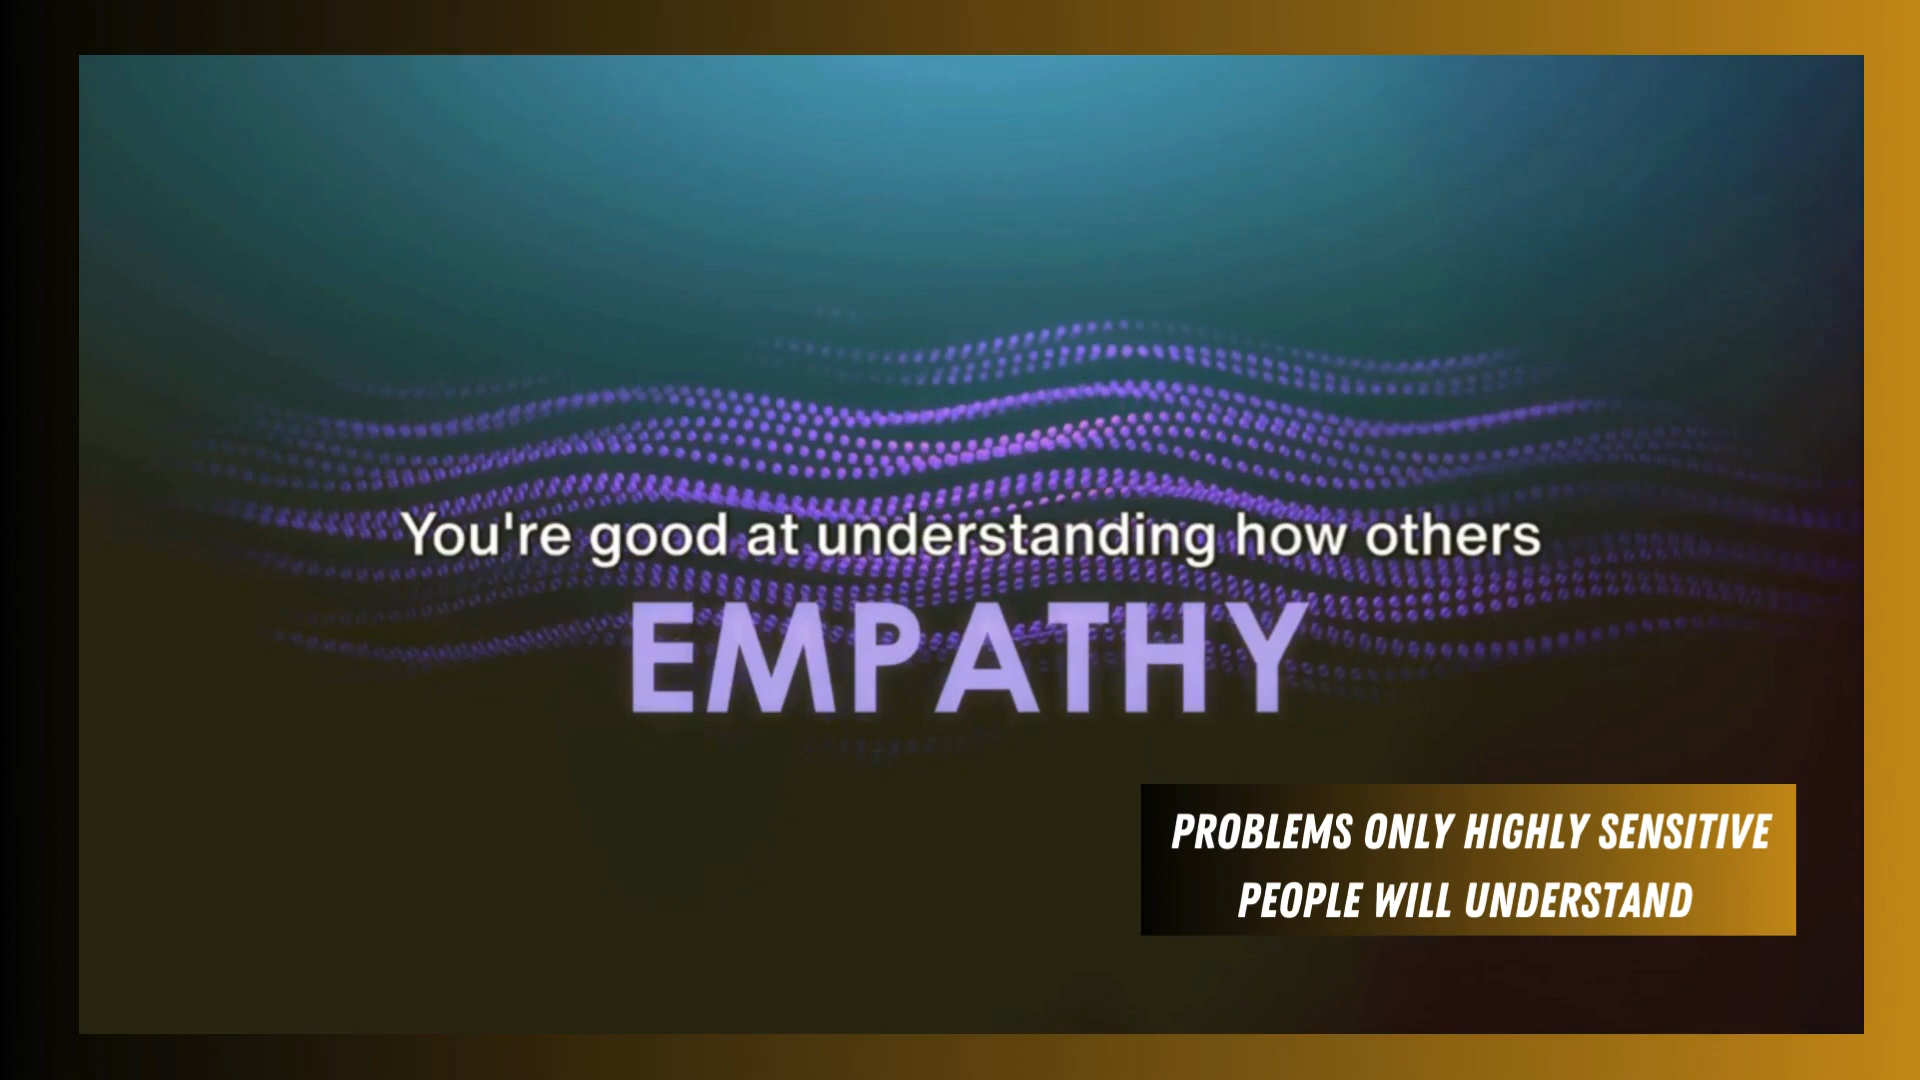 You're good at understanding how others
EMPATHY
PROBLEMS ONLY HIGHLY SENSITIVE
PEOPLE WILL UNDERSTAND